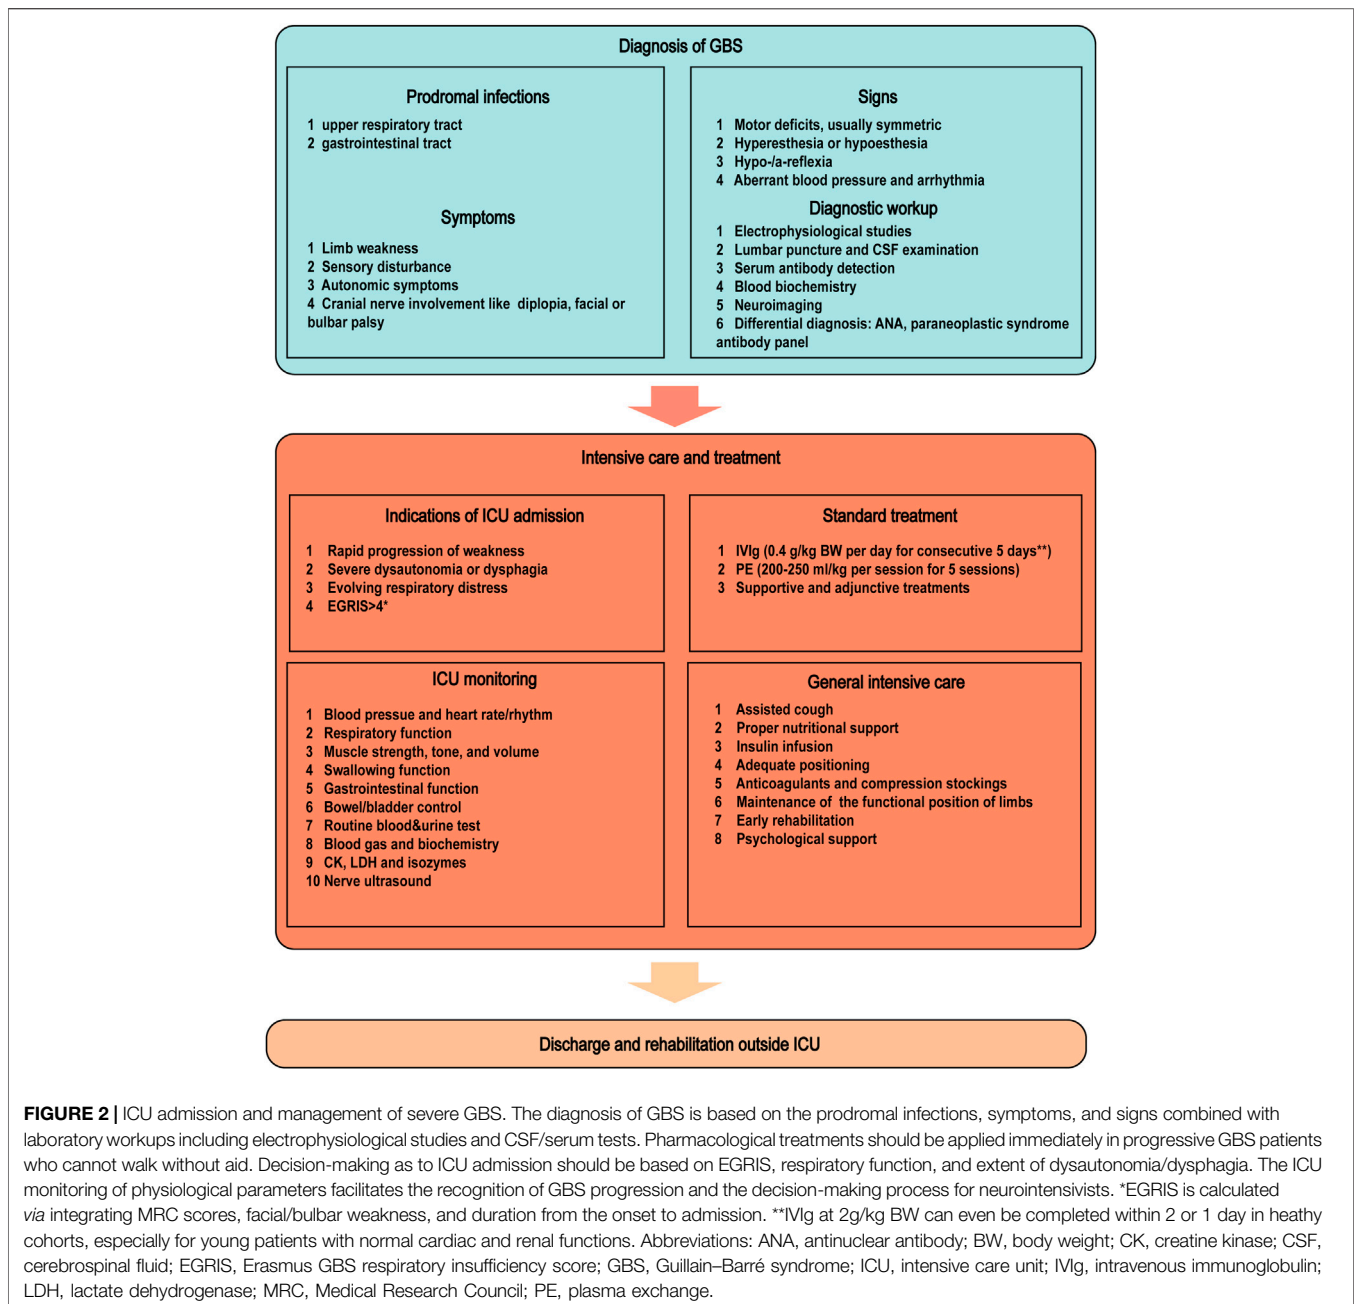 Diagnosis of GBS
Prodromal infections
1 upper respiratory tract
2 gastrointestinal tract
Symptoms
1 Limb weakness
2 Sensory disturbance
3 Autonomic symptoms
4 Cranial nerve involvement like diplopia, facial or
bulbar palsy
Signs
1 Motor deficits, usually symmetric
2 Hyperesthesia or hypoesthesia
3 Hypo-/a-reflexia
4 Aberrant blood pressure and arrhythmia
Diagnostic workup
1 Electrophysiological studies
2 Lumbar puncture and CSF examination
3 Serum antibody detection
4 Blood biochemistry
5 Neuroimaging
6 Differential diagnosis: ANA, paraneoplastic syndrome
antibody panel
Intensive care and treatment
Indications of ICU admission
1 Rapid progression of weakness
2 Severe dysautonomia or dysphagia
3 Evolving respiratory distress
4 EGRIS>4*
Standard treatment
1 IVIg (0.4 g/kg BW per day for consecutive 5 days**)
2 PE (200-250 ml/kg per session for 5 sessions)
3 Supportive and adjunctive treatments
ICU monitoring
1 Blood pressue and heart rate/rhythm
2 Respiratory function
3 Muscle strength, tone, and volume
4 Swallowing function
5 Gastrointestinal function
6 Bowel/bladder control
7 Routine blood&urine test
8 Blood gas and biochemistry
9 CK, LDH and isozymes
10 Nerve ultrasound
General intensive care
1 Assisted cough
2 Proper nutritional support
3 Insulin infusion
4 Adequate positioning
5 Anticoagulants and compression stockings
6 Maintenance of the functional position of limbs
7 Early rehabilitation
8 Psychological support
Discharge and rehabilitation outside ICU
FIGURE 2 | ICU admission and management of severe GBS. The diagnosis of GBS is based on the prodromal infections, symptoms, and signs combined with
laboratory workups including electrophysiological studies and CSF/serum tests. Pharmacological treatments should be applied immediately in progressive GBS patients
who cannot walk without aid. Decision-making as to ICU admission should be based on EGRIS, respiratory function, and extent of dysautonomia/dysphagia. The ICU
monitoring of physiological parameters facilitates the recognition of GBS progression and the decision-making process for neurointensivists. *EGRIS is calculated
via integrating MRC scores, facial/bulbar weakness, and duration from the onset to admission. **IVIg at 2g/kg BW can even be completed within 2 or 1 day in heathy
cohorts, especially for young patients with normal cardiac and renal functions. Abbreviations: ANA, antinuclear antibody; BW, body weight; CK, creatine kinase; CSF,
cerebrospinal fluid; EGRIS, Erasmus GBS respiratory insufficiency score; GBS, Guillain–Barré syndrome; ICU, intensive care unit; IVIg, intravenous immunoglobulin;
LDH, lactate dehydrogenase; MRC, Medical Research Council; PE, plasma exchange.